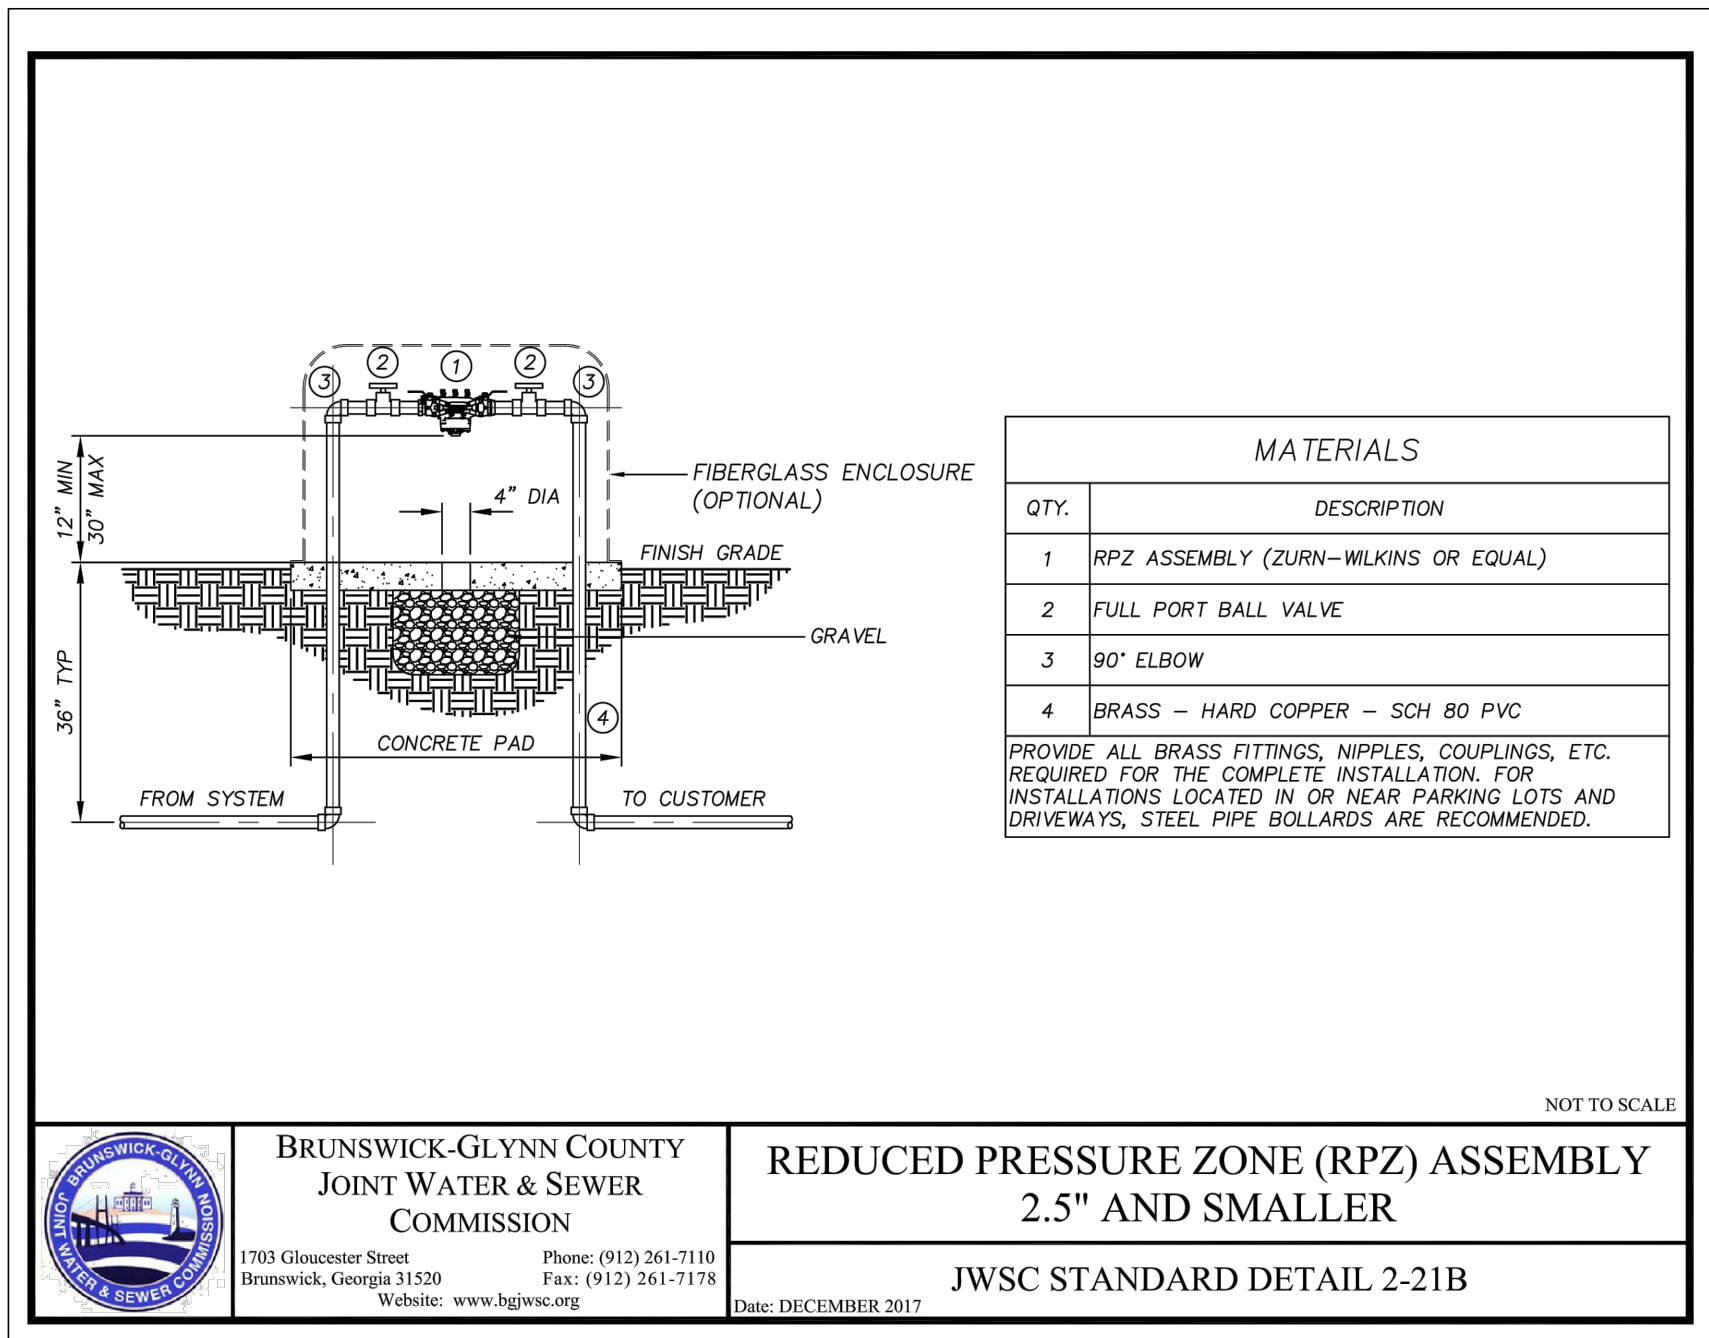 3
2
1
2
3
12" MIN
30" MAX
4" DIA
FIBERGLASS ENCLOSURE
(OPTIONAL)
FINISH GRADE
GRAVEL
36" TYP
4
CONCRETE PAD
FROM SYSTEM
TO CUSTOMER
MATERIALS
QTY. DESCRIPTION
1 RPZ ASSEMBLY (ZURN-WILKINS OR EQUAL)
2 FULL PORT BALL VALVE
3 90° ELBOW
4 BRASS - HARD COPPER - SCH 80 PVC
PROVIDE ALL BRASS FITTINGS, NIPPLES, COUPLINGS, ETC.
REQUIRED FOR THE COMPLETE INSTALLATION. FOR
INSTALLATIONS LOCATED IN OR NEAR PARKING LOTS AND
DRIVEWAYS, STEEL PIPE BOLLARDS ARE RECOMMENDED.
NOT TO SCALE
BRUNSWICK-GLYNN COUNTY
JOINT WATER & SEWER
COMMISSION
1703 Gloucester Street Phone: (912) 261-7110
Brunswick, Georgia 31520 Fax: (912) 261-7178
Website: www.bgjwsc.org
BRUNSWICK-GLYNN
JOINT WATER & SEWER COMMISSION
REDUCED PRESSURE ZONE (RPZ) ASSEMBLY
2.5" AND SMALLER
JWSC STANDARD DETAIL 2-21B
Date: DECEMBER 2017